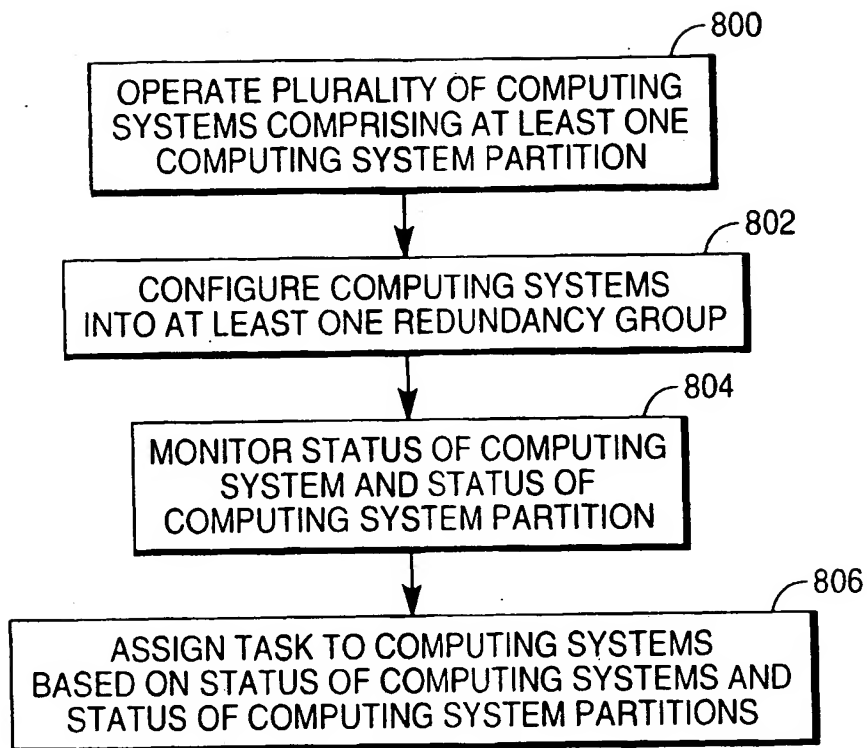 800
OPERATE PLURALITY OF COMPUTING
SYSTEMS COMPRISING AT LEAST ONE
COMPUTING SYSTEM PARTITION
802
CONFIGURE COMPUTING SYSTEMS
INTO AT LEAST ONE REDUNDANCY GROUP
804
MONITOR STATUS OF COMPUTING
SYSTEM AND STATUS OF
COMPUTING SYSTEM PARTITION
806
ASSIGN TASK TO COMPUTING SYSTEMS
BASED ON STATUS OF COMPUTING SYSTEMS AND
STATUS OF COMPUTING SYSTEM PARTITIONS